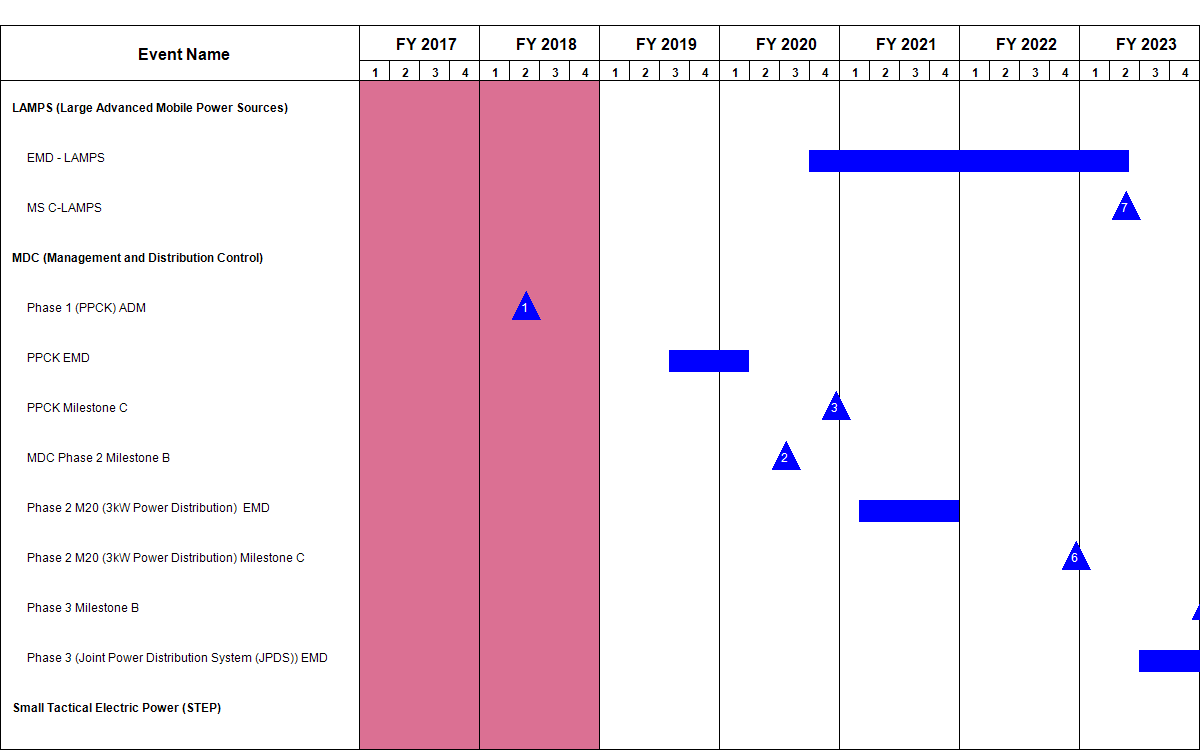 Event Name FY 2017 FY 2018 FY 2019 FY 2020 FY 2021 FY 2022 FY 2023
1 2 3 4 1 2 3 4 1 2 3 4 1 2 3 4 1 2 3 4 1 2 3 4 1 2 3 4
LAMPS (Large Advanced Mobile Power Sources)
EMD - LAMPS
MS C-LAMPS 7
MDC (Management and Distribution Control)
Phase 1 (PPCK) ADM 1
PPCK EMD
PPCK Milestone C 3
MDC Phase 2 Milestone B 2
Phase 2 M20 (3kW Power Distribution) EMD
Phase 2 M20 (3kW Power Distribution) Milestone C 6
Phase 3 Milestone B
Phase 3 (Joint Power Distribution System (JPDS)) EMD
Small Tactical Electric Power (STEP)